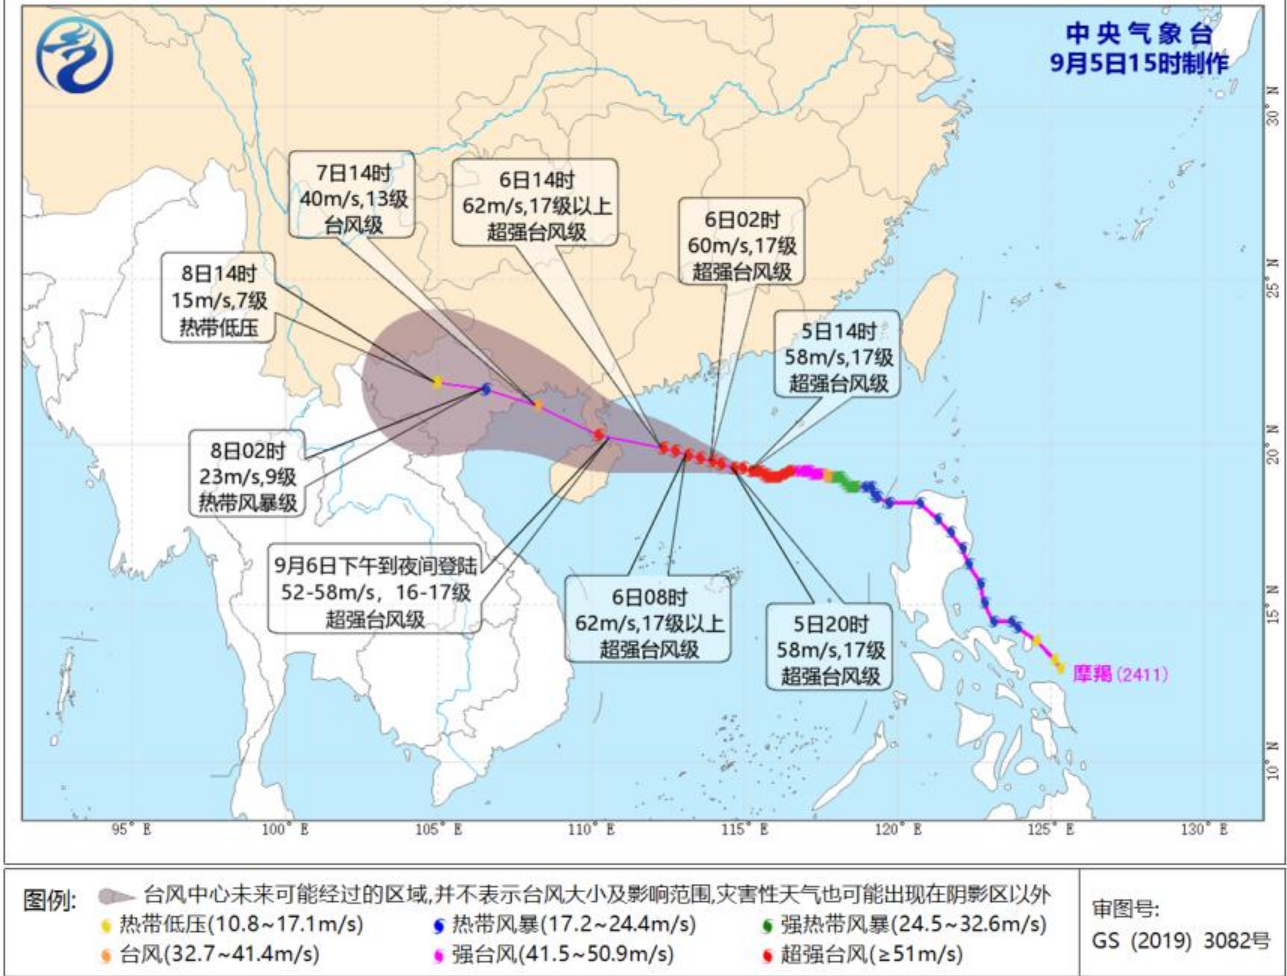 中央气象台
9月5日15时制作
30° N
25° N
20° N
15° N
10° N
7日14时
40m/s,13级
台风级
6日14时
62m/s,17级以上
超强台风级
6日02时
60m/s,17级
超强台风级
8日14时
15m/s,7级
热带低压
5日14时
58m/s,17级
超强台风级
8日02时
23m/s,9级
热带风暴级
9月6日下午到夜间登陆
52-58m/s，16-17级
超强台风级
6日08时
62m/s,17级以上
超强台风级
5日20时
58m/s,17级
超强台风级
摩羯(2411)
95° E
100° E
105° E
110° E
115° E
120° E
125° E
130° E
图例:
台风中心未来可能经过的区域,并不表示台风大小及影响范围,灾害性天气也可能出现在阴影区以外
热带低压(10.8~17.1m/s)
热带风暴(17.2~24.4m/s)
强热带风暴(24.5~32.6m/s)
台风(32.7~41.4m/s)
强台风(41.5~50.9m/s)
超强台风(≥51m/s)
审图号:
GS (2019) 3082号